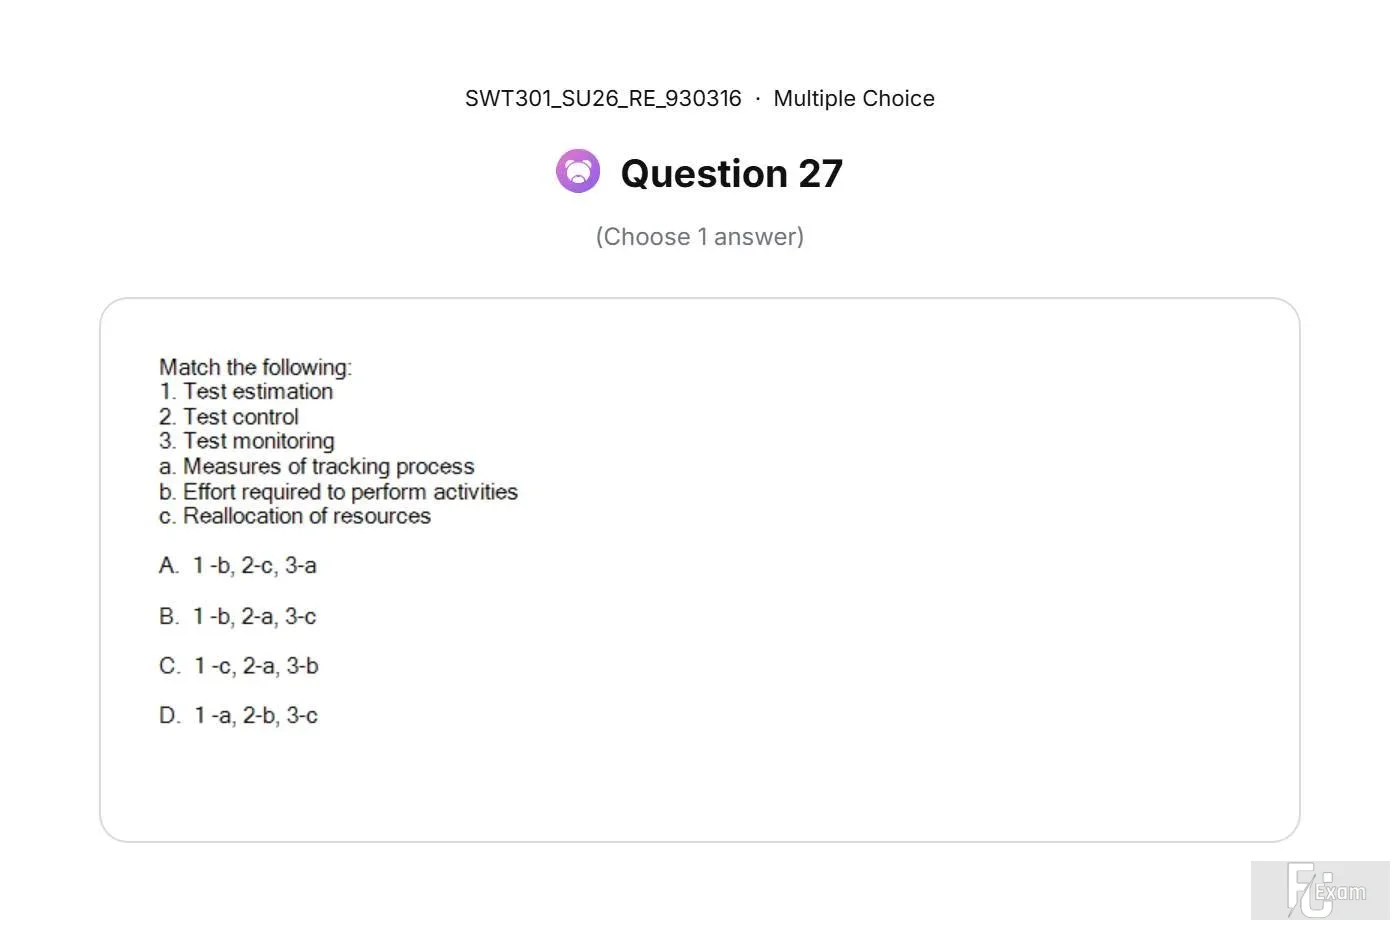 SWT301_SU26_RE_930316 · Multiple Choice
Question 27
(Choose 1 answer)
Match the following:
1. Test estimation
2. Test control
3. Test monitoring
a. Measures of tracking process
b. Effort required to perform activities
c. Reallocation of resources
A. 1 -b, 2-c, 3-a
B. 1 -b, 2-a, 3-c
C. 1 -c, 2-a, 3-b
D. 1 -a, 2-b, 3-c
Exam